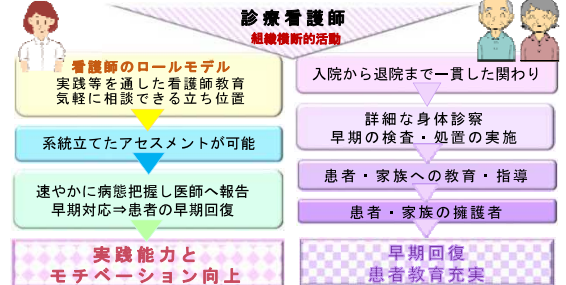 診療看護師
組織横断的活動
看護師のロールモデル
実践等を通した看護師教育
気軽に相談できる立ち位置
系統立てたアセスメントが可能
速やかに病態把握し医師へ報告
早期対応⇒患者の早期回復
実践能力と
モチベーション向上
入院から退院まで一貫した関わり
詳細な身体診察
早期の検査・処置の実施
患者・家族への教育・指導
患者・家族の擁護者
早期回復
患者教育充実